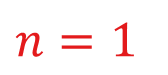 n = 1